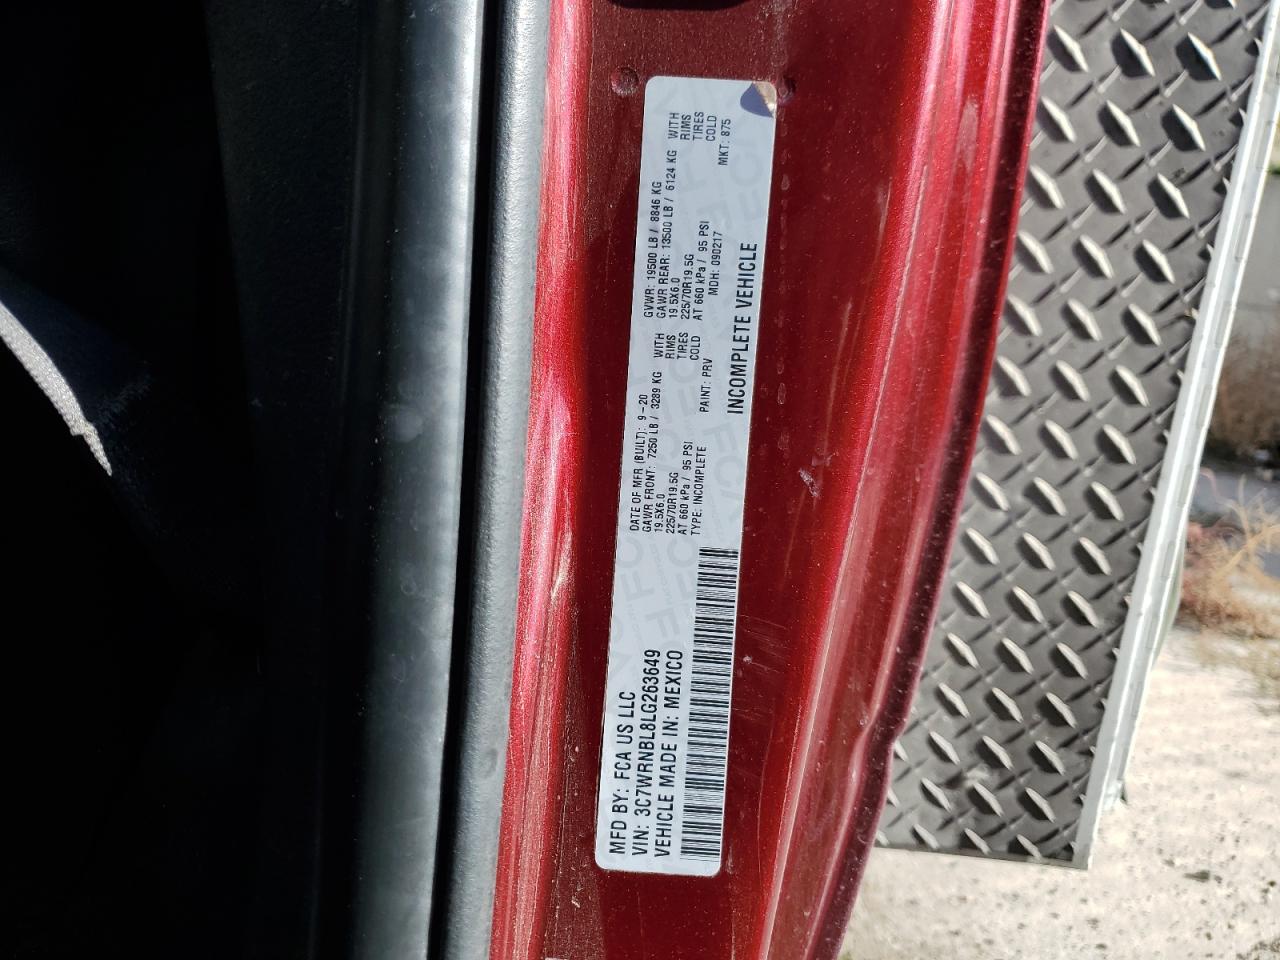 MFD BY: FCA US LLC
VIN: 3C7WRNBL8LG263649
VEHICLE MADE IN: MEXICO
DATE OF MFR (BUILT): 9-20 GVWR: 19500 LB / 8846 KG
GAWR FRONT: 7250 LB / 3289 KG WITH GAWR REAR: 13500 LB / 6124 KG WITH
19.5X6.0 RIMS 19.5X6.0 RIMS
225/70R19.5G TIRES 225/70R19.5G TIRES
AT 660 kPa / 95 PSI COLD AT 660 kPa / 95 PSI COLD
TYPE: INCOMPLETE PAINT: PRV MDH: 090217 MKT: 875
INCOMPLETE VEHICLE